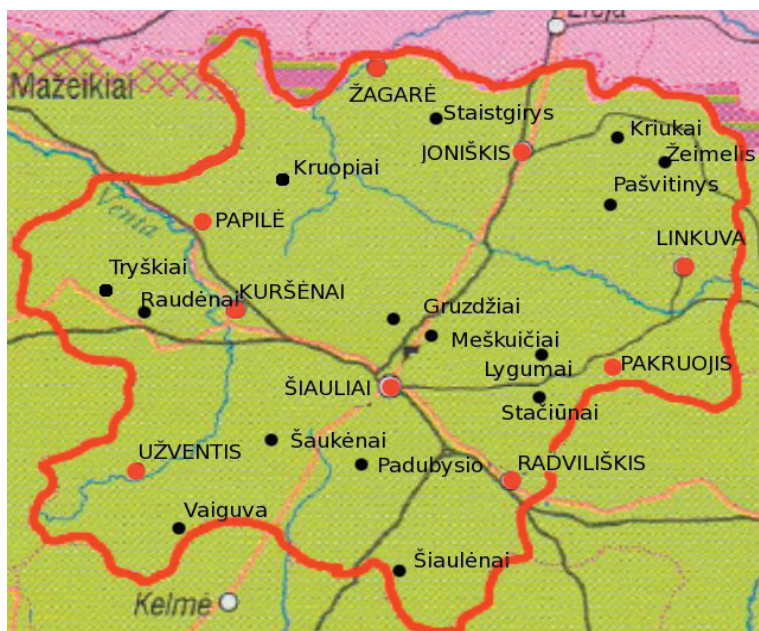 Eleja
Mažeikiai
ŽAGARĖ
Staistgirys
Kriukai
JONIŠKIS
Žeimelis
Kruopiai
Pašvitinys
Venta
PAPILĖ
LINKUVA
Tryškiai
Raudėnai
KURŠĖNAI
Gruzdžiai
Meškuičiai
Lygumai
PAKRUOJIS
ŠIAULIAI
Stačiūnai
Šaukėnai
UŽVENTIS
Padubysio
RADVILIŠKIS
Vaiguva
Šiaulėnai
Kelmė